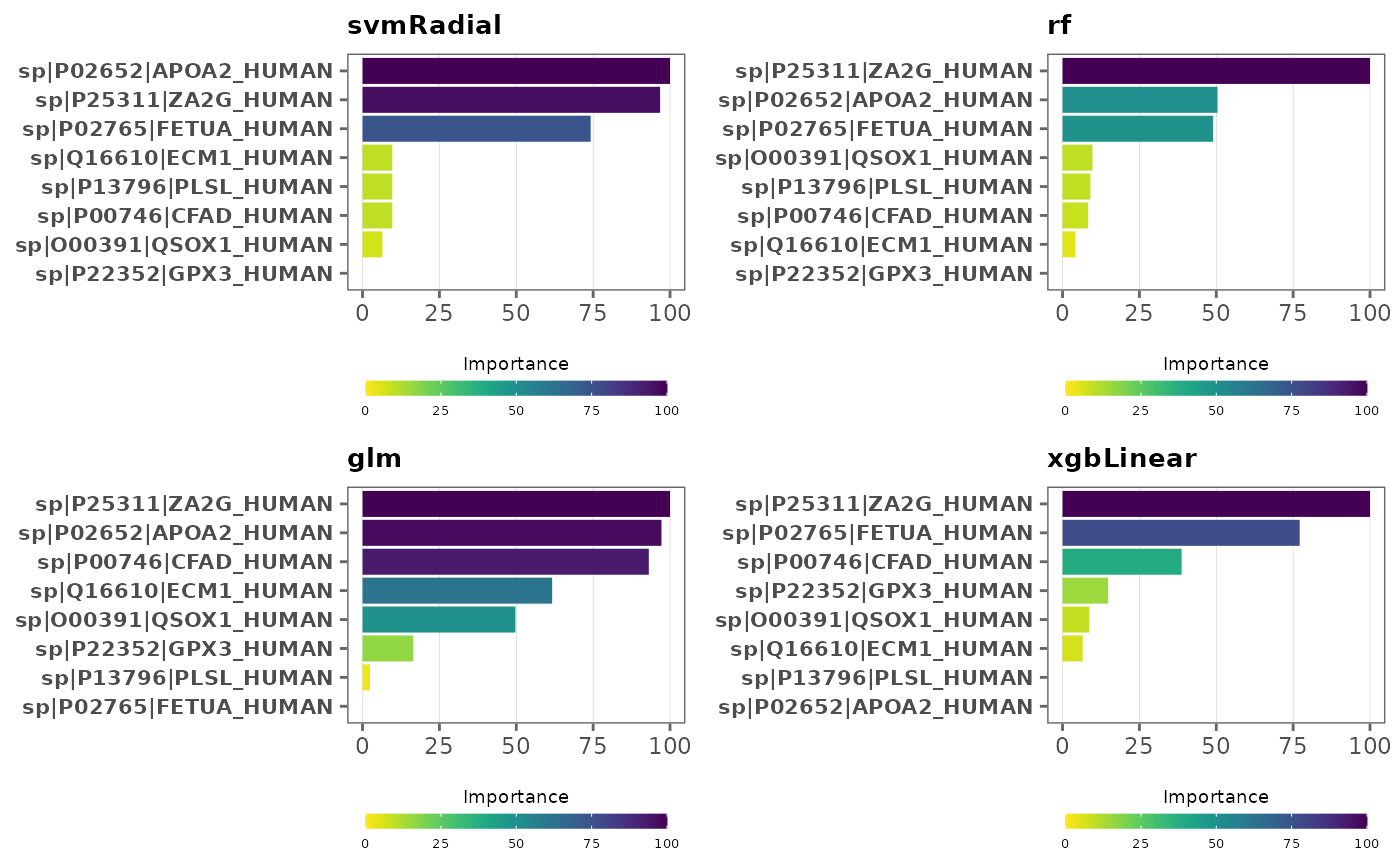 svmRadial
sp|P02652|APOA2_HUMAN
sp|P25311|ZA2G_HUMAN
sp|P02765|FETUA_HUMAN
sp|Q16610|ECM1_HUMAN
sp|P13796|PLSL_HUMAN
sp|P00746|CFAD_HUMAN
sp|O00391|QSOX1_HUMAN
sp|P22352|GPX3_HUMAN
0 25 50 75 100
Importance
0 25 50 75 100
rf
sp|P25311|ZA2G_HUMAN
sp|P02652|APOA2_HUMAN
sp|P02765|FETUA_HUMAN
sp|O00391|QSOX1_HUMAN
sp|P13796|PLSL_HUMAN
sp|P00746|CFAD_HUMAN
sp|Q16610|ECM1_HUMAN
sp|P22352|GPX3_HUMAN
0 25 50 75 100
Importance
0 25 50 75 100
glm
sp|P25311|ZA2G_HUMAN
sp|P02652|APOA2_HUMAN
sp|P00746|CFAD_HUMAN
sp|Q16610|ECM1_HUMAN
sp|O00391|QSOX1_HUMAN
sp|P22352|GPX3_HUMAN
sp|P13796|PLSL_HUMAN
sp|P02765|FETUA_HUMAN
0 25 50 75 100
Importance
0 25 50 75 100
xgbLinear
sp|P25311|ZA2G_HUMAN
sp|P02765|FETUA_HUMAN
sp|P00746|CFAD_HUMAN
sp|P22352|GPX3_HUMAN
sp|O00391|QSOX1_HUMAN
sp|Q16610|ECM1_HUMAN
sp|P13796|PLSL_HUMAN
sp|P02652|APOA2_HUMAN
0 25 50 75 100
Importance
0 25 50 75 100